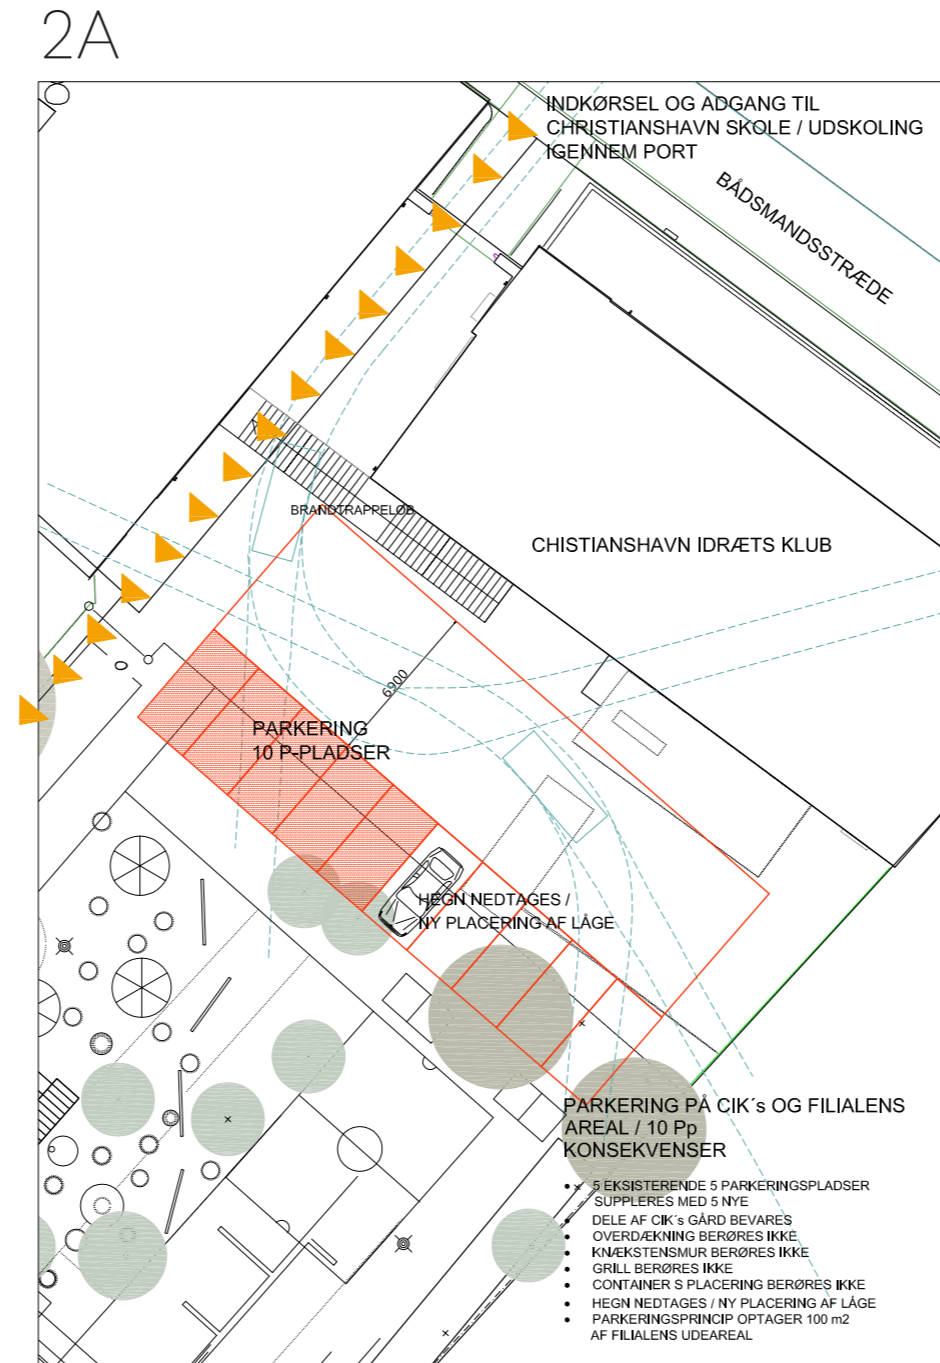 2A
INDKØRSEL OG ADGANG TIL
CHRISTIANSHAVN SKOLE / UDSKOLING
IGENNEM PORT
BÅDSMANDSSTRÆDE
BRANDTRAPPELØB
CHISTIANSHAVN IDRÆTS KLUB
6900
PARKERING
10 P-PLADSER
HEGN NEDTAGES /
NY PLACERING AF LÅGE
PARKERING PÅ CIK´s OG FILIALENS
AREAL / 10 Pp
KONSEKVENSER
• 5 EKSISTERENDE 5 PARKERINGSPLADSER
SUPPLERES MED 5 NYE
• DELE AF CIK´s GÅRD BEVARES
• OVERDÆKNING BERØRES IKKE
• KNÆKSTENSMUR BERØRES IKKE
• GRILL BERØRES IKKE
• CONTAINER S PLACERING BERØRES IKKE
• HEGN NEDTAGES / NY PLACERING AF LÅGE
• PARKERINGSPRINCIP OPTAGER 100 m2
AF FILIALENS UDEAREAL